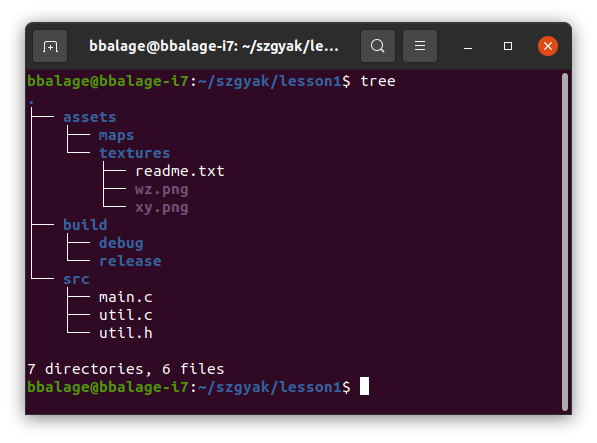 bbalage@bbalage-i7: ~/szgyak/le...
bbalage@bbalage-i7:~/szgyak/lesson1$ tree
.
├── assets
│   ├── maps
│   └── textures
│       ├── readme.txt
│       ├── wz.png
│       └── xy.png
├── build
│   ├── debug
│   └── release
└── src
    ├── main.c
    ├── util.c
    └── util.h
7 directories, 6 files
bbalage@bbalage-i7:~/szgyak/lesson1$